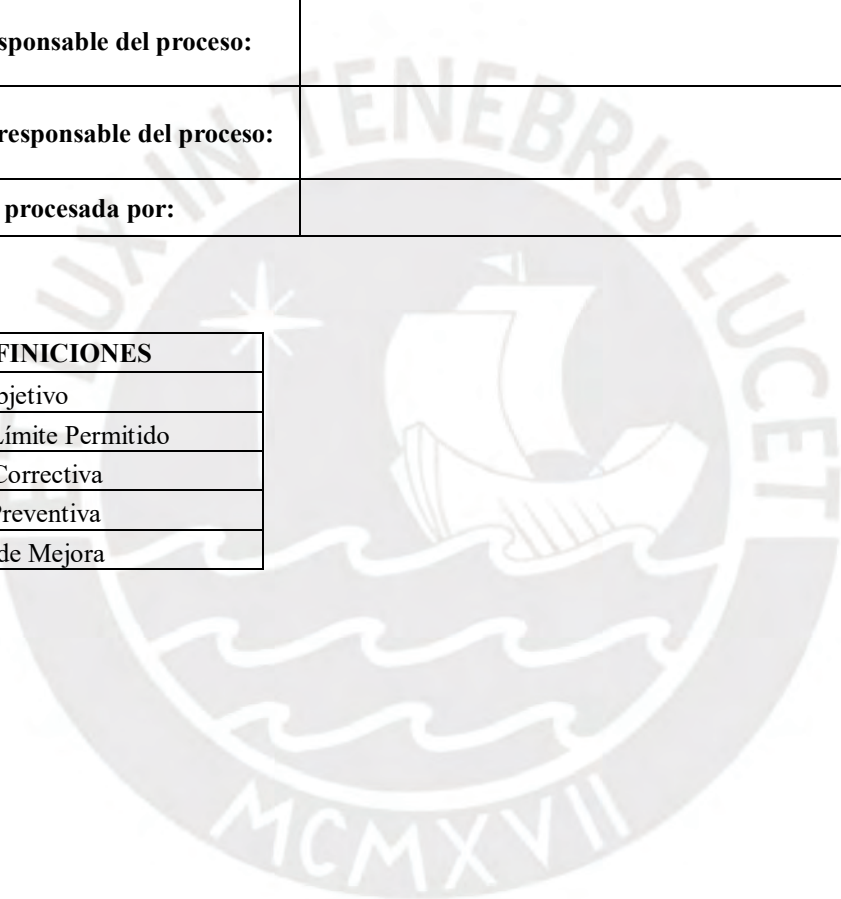 sponsable del proceso:
responsable del proceso:
procesada por:
FINICIONES
bjetivo
Límite Permitido
Correctiva
Preventiva
de Mejora
LUX IN TENEBRIS LUCET
MCMXVII